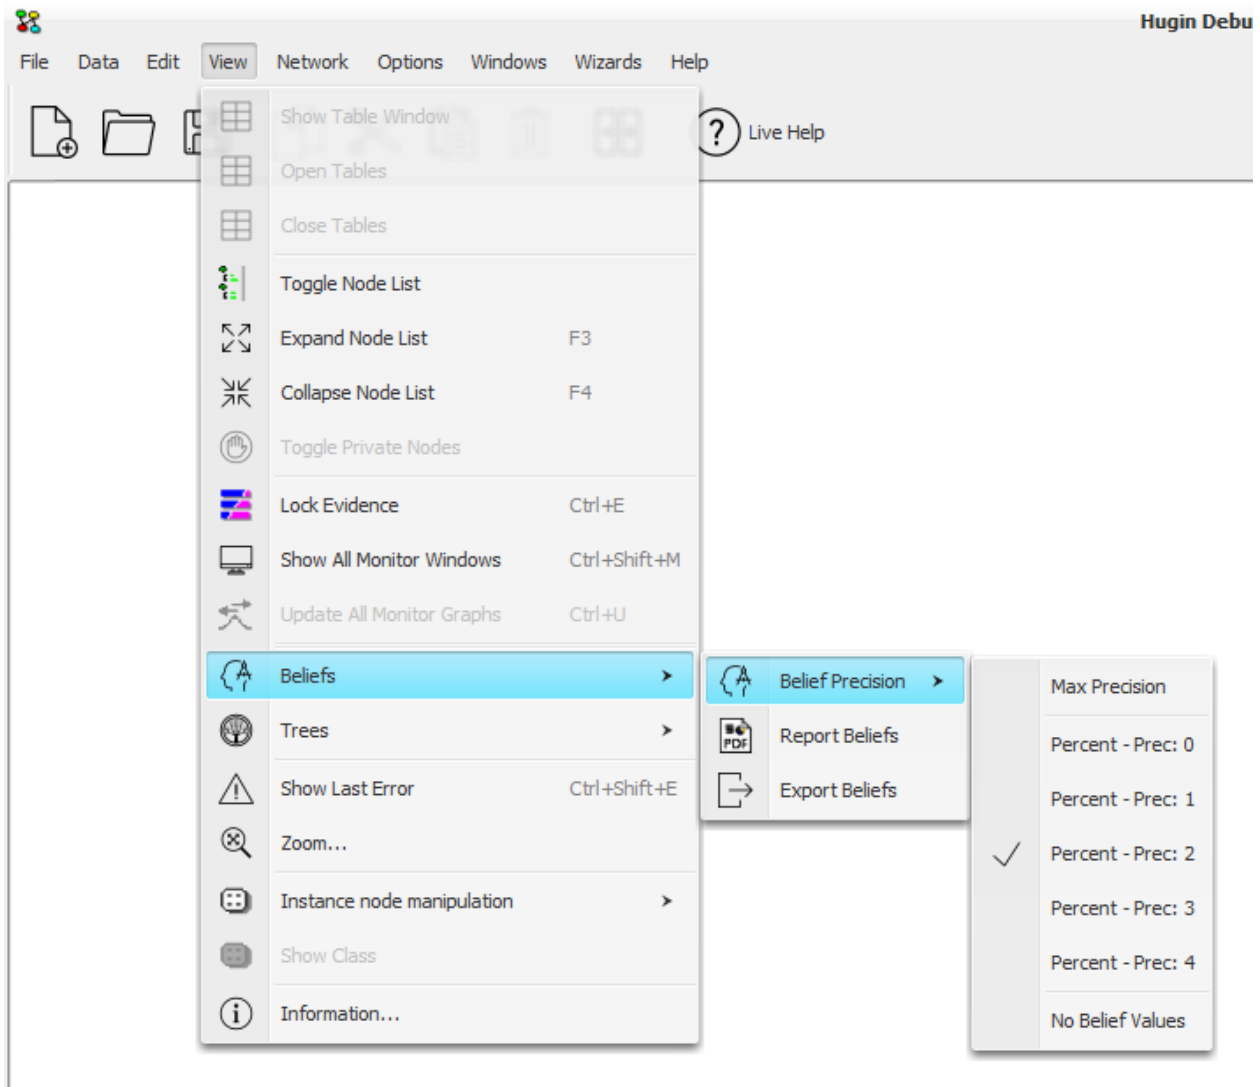 Hugin Debu
File Data Edit View Network Options Windows Wizards Help
Show Table Window
? Live Help
Open Tables
Close Tables
Toggle Node List
Expand Node List F3
Collapse Node List F4
Toggle Private Nodes
Lock Evidence Ctrl+E
Show All Monitor Windows Ctrl+Shift+M
Update All Monitor Graphs Ctrl+U
Beliefs
Trees
Show Last Error Ctrl+Shift+E
Zoom...
Instance node manipulation
Show Class
Information...
Belief Precision
PDF Report Beliefs
Export Beliefs
Max Precision
Percent - Prec: 0
Percent - Prec: 1
Percent - Prec: 2
Percent - Prec: 3
Percent - Prec: 4
No Belief Values